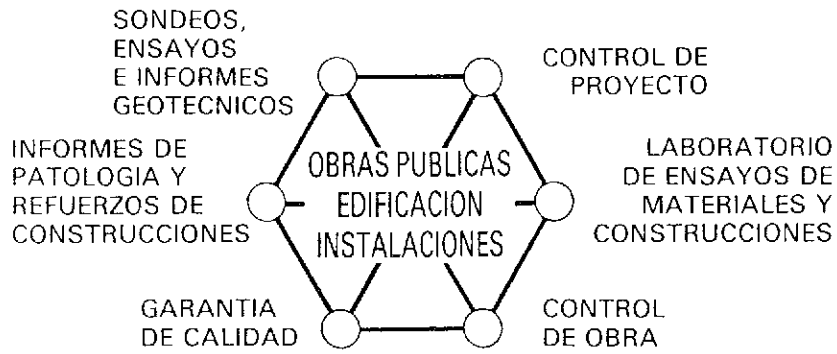 SONDEOS,
ENSAYOS
E INFORMES
GEOTECNICOS
CONTROL DE
PROYECTO
INFORMES DE
PATOLOGIA Y
REFUERZOS DE
CONSTRUCCIONES
OBRAS PUBLICAS
EDIFICACION
INSTALACIONES
LABORATORIO
DE ENSAYOS DE
MATERIALES Y
CONSTRUCCIONES
GARANTIA
DE CALIDAD
CONTROL
DE OBRA